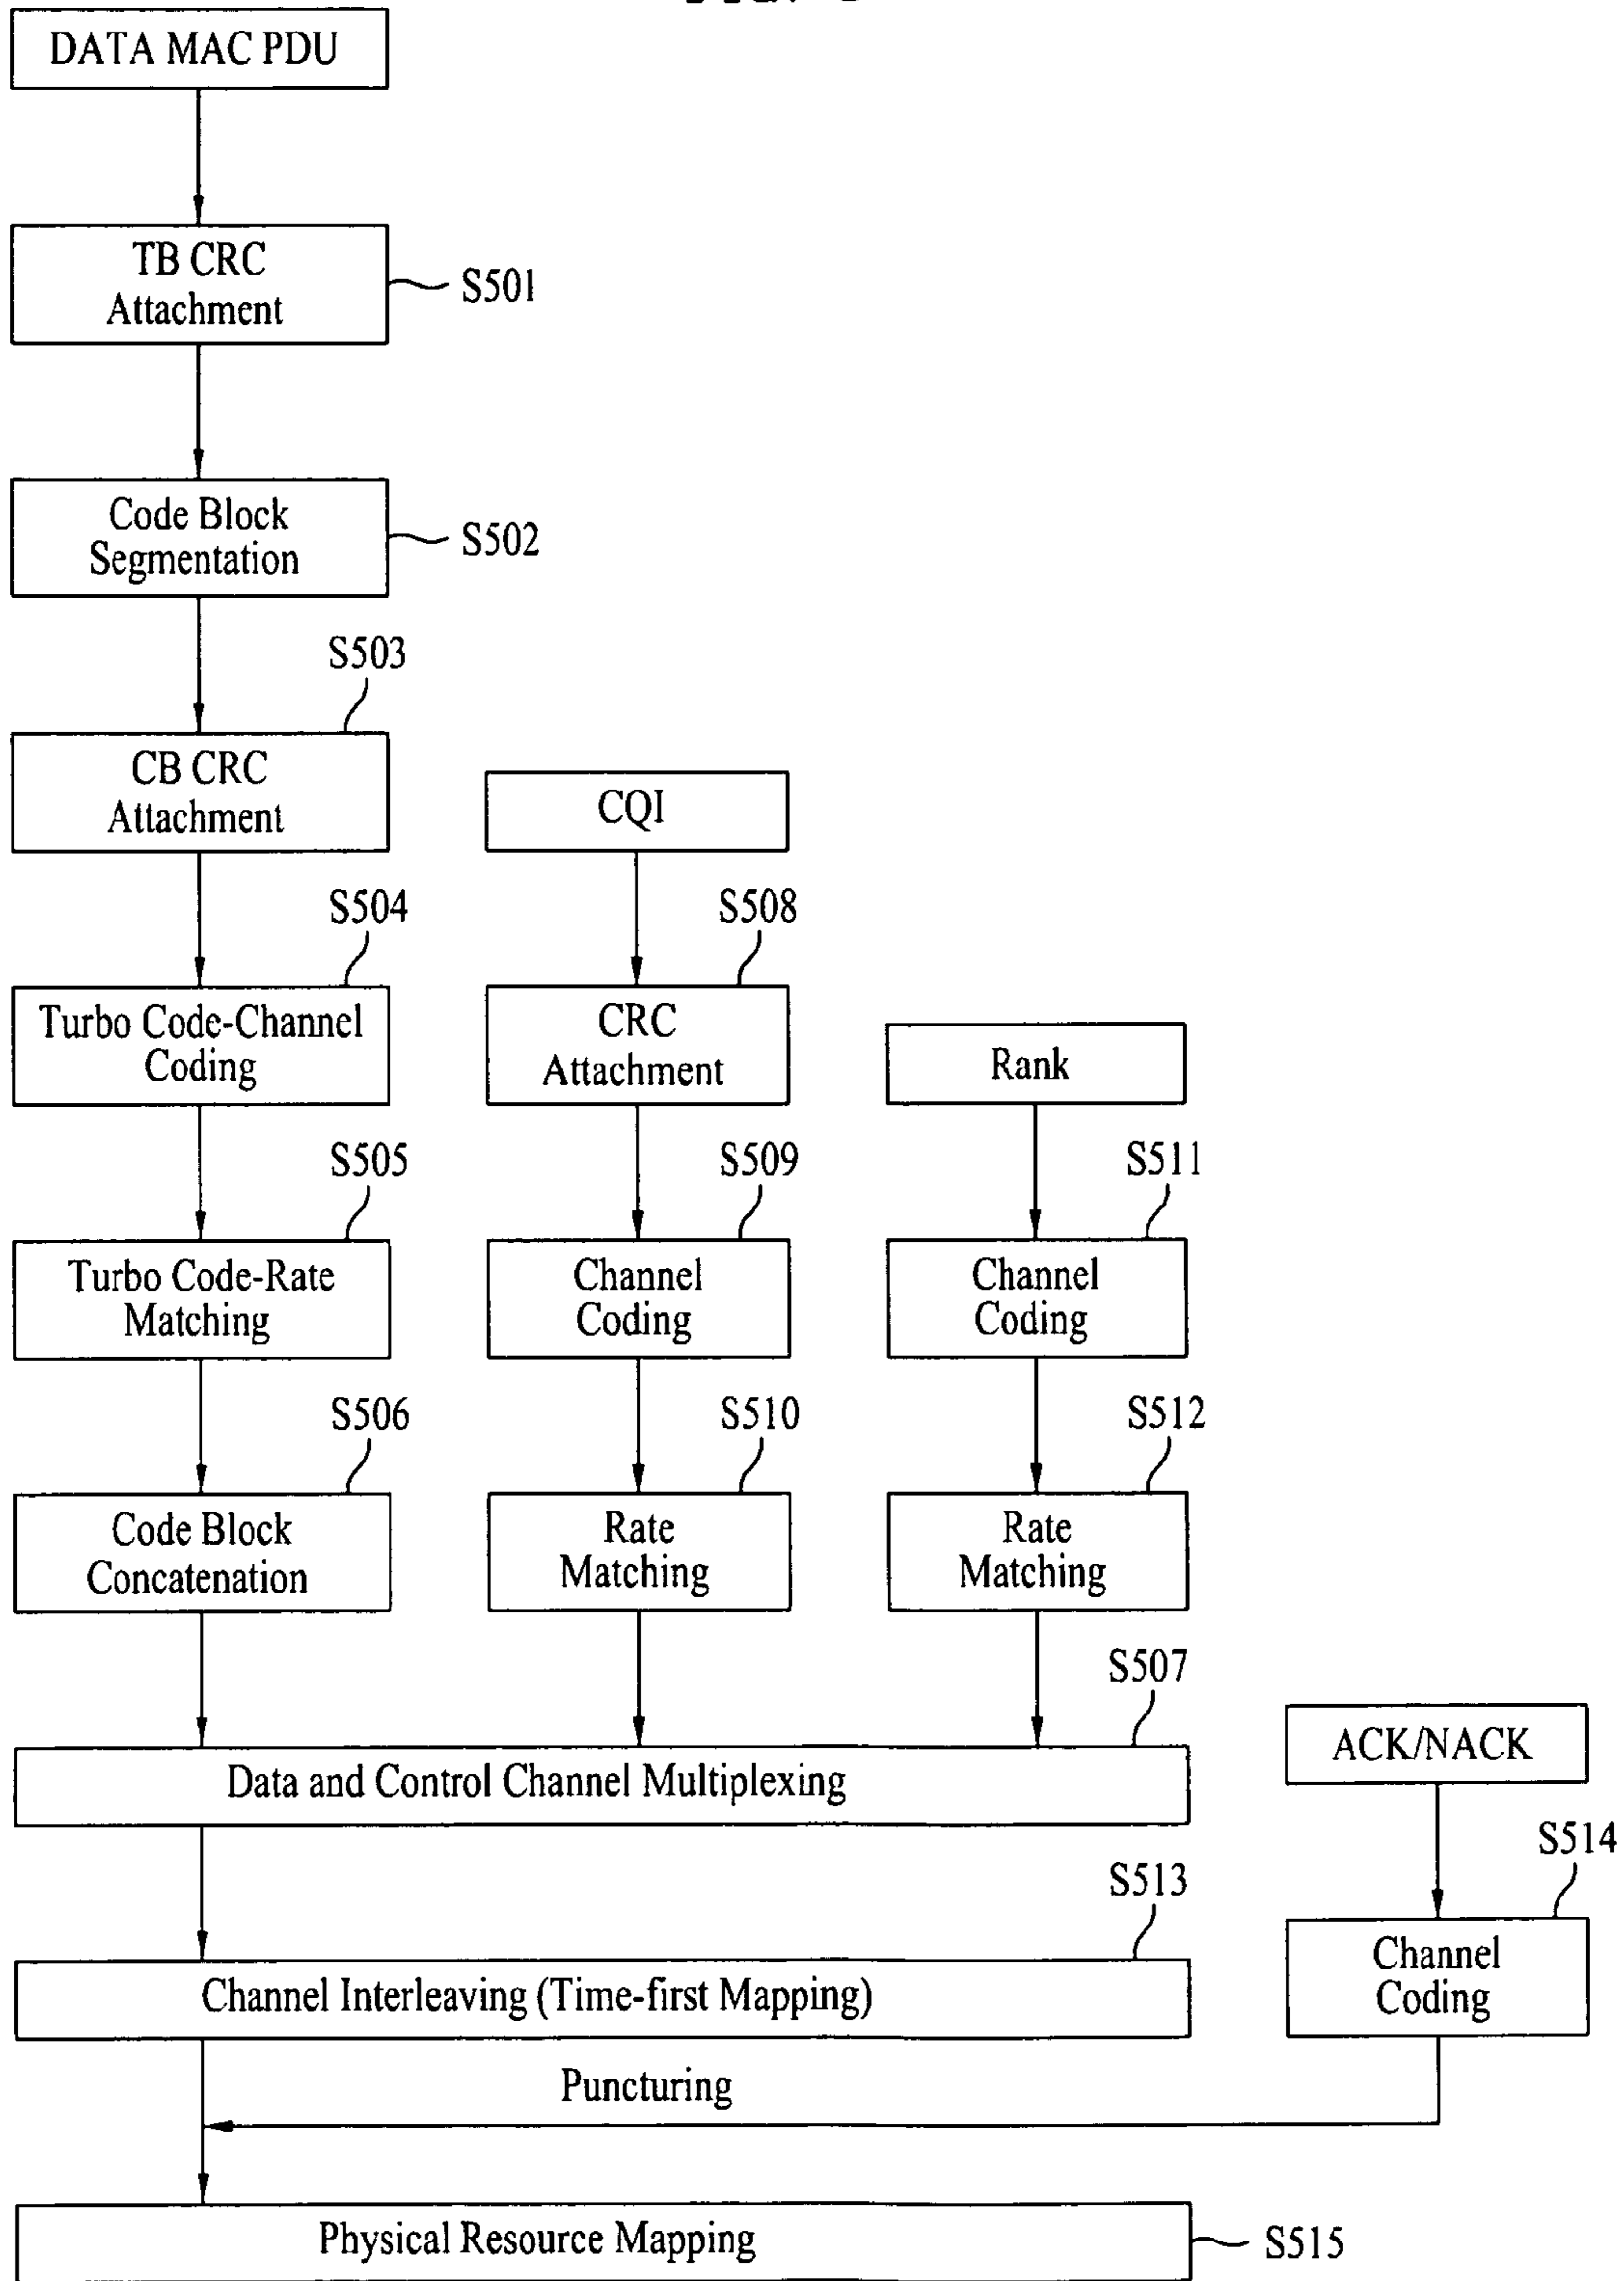 DATA MAC PDU
TB CRC
Attachment
S501
Code Block
Segmentation
S502
S503
CB CRC
Attachment
CQI
S504
S508
Turbo Code-Channel
Coding
CRC
Attachment
Rank
S505
S509
S511
Turbo Code-Rate
Matching
Channel
Coding
Channel
Coding
S506
S510
S512
Code Block
Concatenation
Rate
Matching
Rate
Matching
S507
Data and Control Channel Multiplexing
ACK/NACK
S513
S514
Channel Interleaving (Time-first Mapping)
Channel
Coding
Puncturing
Physical Resource Mapping
S515